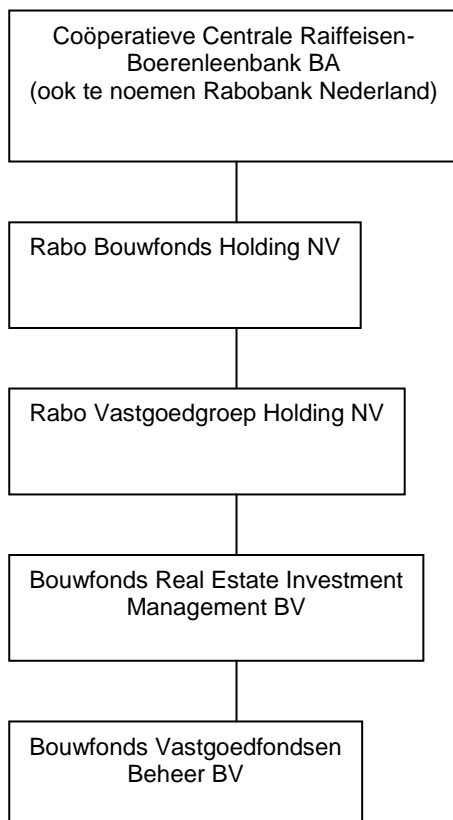 Coöperatieve Centrale Raiffeisen-
Boerenleenbank BA
(ook te noemen Rabobank Nederland)
Rabo Bouwfonds Holding NV
Rabo Vastgoedgroep Holding NV
Bouwfonds Real Estate Investment
Management BV
Bouwfonds Vastgoedfondsen
Beheer BV